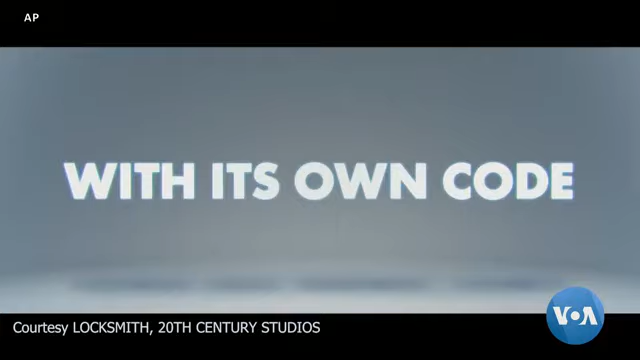 AP
WITH ITS OWN CODE
VOA
Courtesy LOCKSMITH, 20TH CENTURY STUDIOS